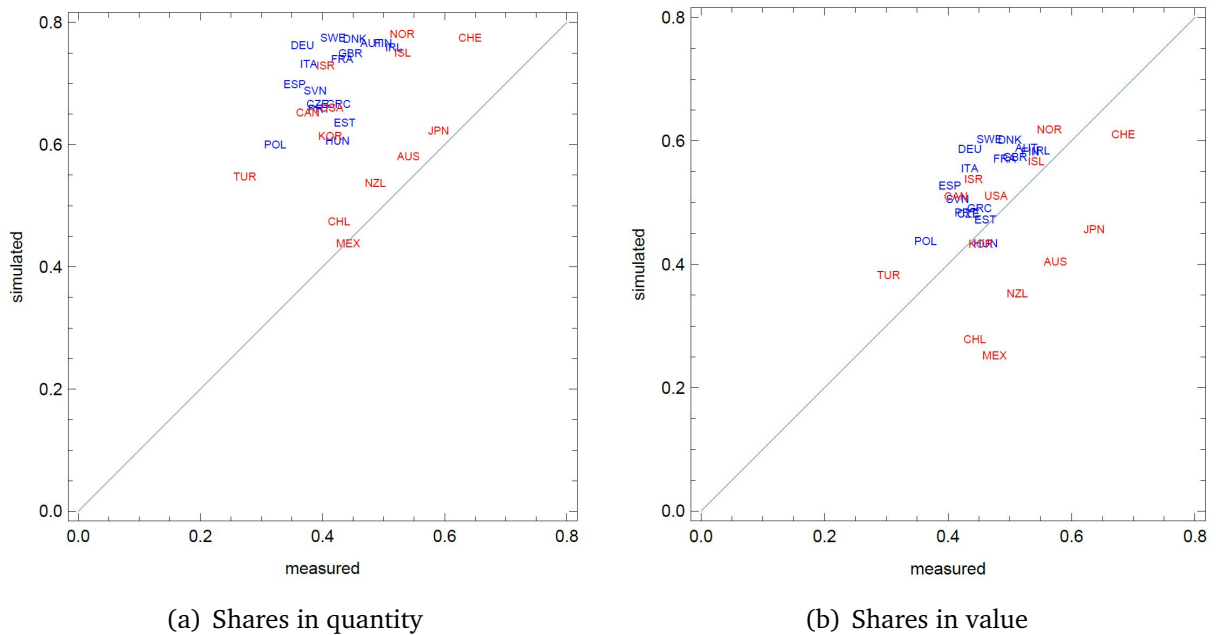 0.8
0.6
0.4
0.2
0.0
simulated
NOR
CHE
SWE
DNK
DEU
AUT
FIN
IRL
GBR
ISL
FRA
ITA
ISR
ESP
SVN
CZE
PRT
GRC
USA
CAN
EST
JPN
KOR
HUN
POL
AUS
TUR
NZL
CHL
MEX
0.0 0.2 0.4 0.6 0.8
measured
(a) Shares in quantity
0.8
0.6
0.4
0.2
0.0
simulated
NOR
CHE
SWE
DNK
DEU
AUT
FIN
IRL
GBR
FRA
ISL
ITA
ISR
ESP
CAN
USA
SVN
GRC
PRT
CZE
EST
JPN
POL
KOR
HUN
AUS
TUR
NZL
CHL
MEX
0.0 0.2 0.4 0.6 0.8
measured
(b) Shares in value